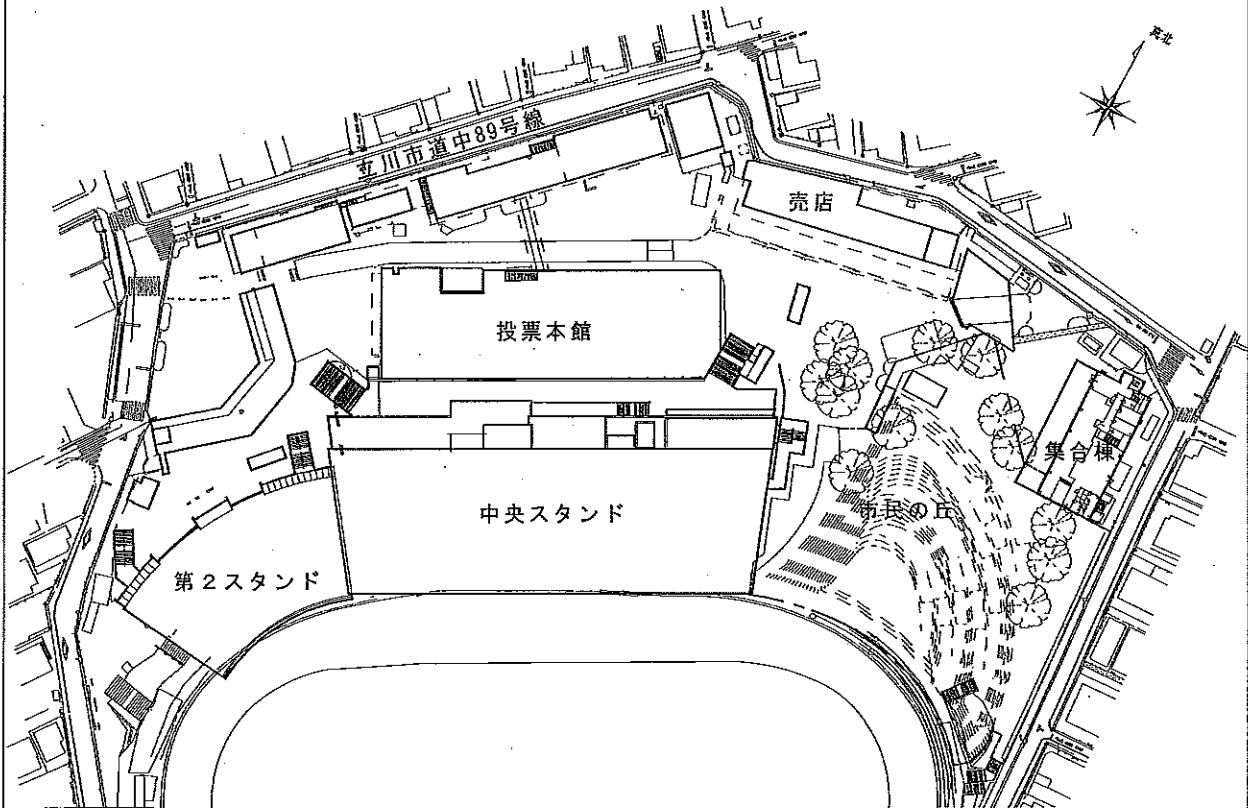 真北
立川市道中89号線
売店
投票本館
集合棟
市民の丘
中央スタンド
第2スタンド